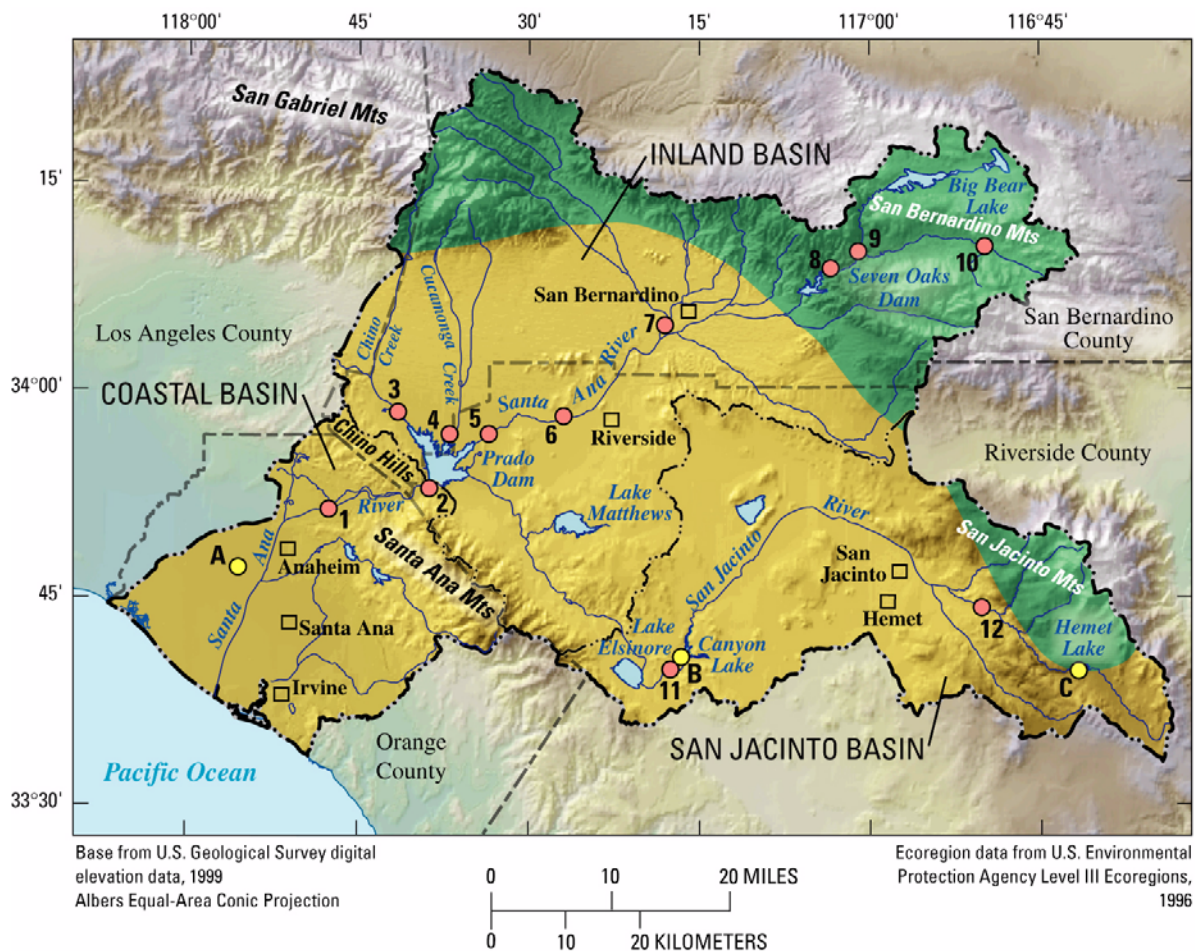 118°00'
45'
30'
15'
117°00'
116°45'
San Gabriel Mts
INLAND BASIN
15'
Big Bear
Lake
San Bernardino Mts
9
8
10
Seven Oaks
Dam
San Bernardino
7
Cucamonga
Creek
Chino
Creek
Los Angeles County
San Bernardino
County
34°00'
COASTAL BASIN
3
4
5
Santa
Ana River
6
Riverside
Chino Hills
Prado
Dam
Riverside County
2
River
1
Lake
Matthews
River
Santa Ana Mts
San Jacinto
San
Jacinto
San Jacinto Mts
A
Ana
Anaheim
45'
Santa
Santa Ana
Hemet
12
Hemet
Lake
Lake
Elsinore
Canyon
Lake
B
11
C
Irvine
Orange
County
SAN JACINTO BASIN
Pacific Ocean
33°30'
Base from U.S. Geological Survey digital
elevation data, 1999
Albers Equal-Area Conic Projection
0 10 20 MILES
0 10 20 KILOMETERS
Ecoregion data from U.S. Environmental
Protection Agency Level III Ecoregions,
1996